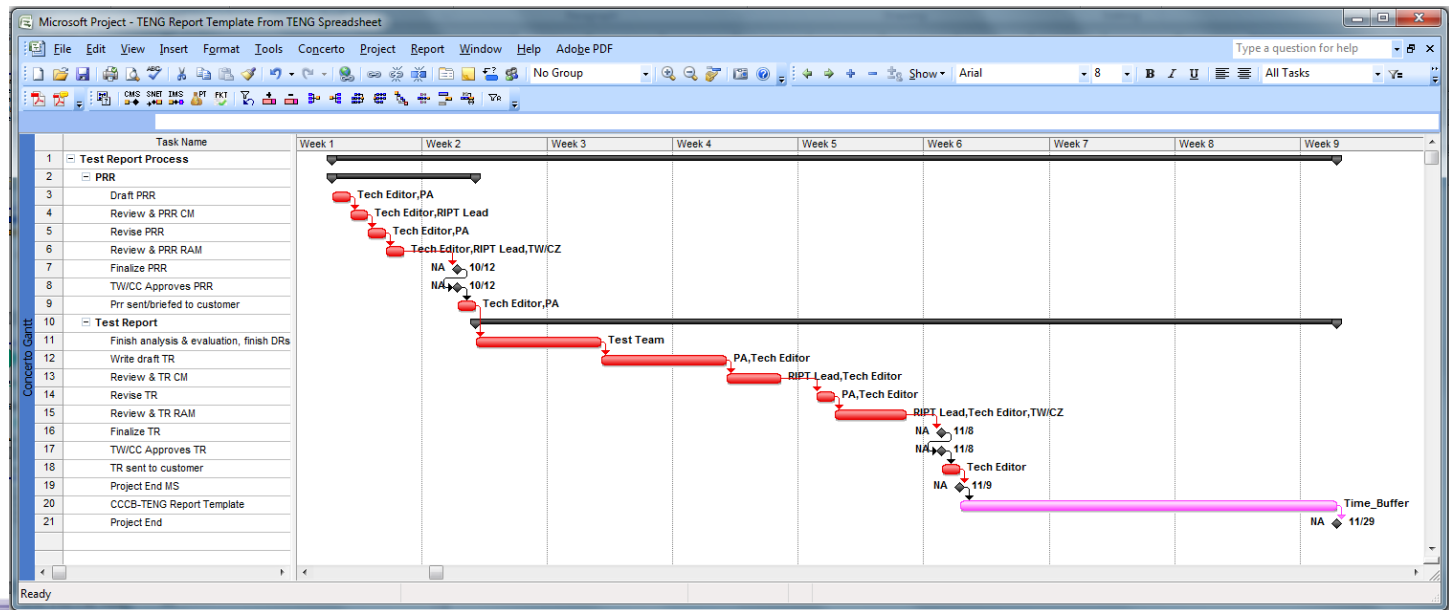 Microsoft Project - TENG Report Template From TENG Spreadsheet
File Edit View Insert Format Tools Concerto Project Report Window Help Adobe PDF Type a question for help
No Group Show Arial 8 B I U All Tasks
CMS SNET IMS PT FKT
Task Name Week 1 Week 2 Week 3 Week 4 Week 5 Week 6 Week 7 Week 8 Week 9
1 Test Report Process
2 PRR
3 Draft PRR Tech Editor,PA
4 Review & PRR CM Tech Editor,RIPT Lead
5 Revise PRR Tech Editor,PA
6 Review & PRR RAM Tech Editor,RIPT Lead,TW/CZ
7 Finalize PRR NA 10/12
8 TW/CC Approves PRR NA 10/12
9 Prr sent/briefed to customer Tech Editor,PA
10 Test Report
11 Finish analysis & evaluation, finish DRs Test Team
12 Write draft TR PA,Tech Editor
13 Review & TR CM RIPT Lead,Tech Editor
14 Revise TR PA,Tech Editor
15 Review & TR RAM RIPT Lead,Tech Editor,TW/CZ
16 Finalize TR NA 11/8
17 TW/CC Approves TR NA 11/8
18 TR sent to customer Tech Editor
19 Project End MS NA 11/9
20 CCCB-TENG Report Template Time_Buffer
21 Project End NA 11/29
Concerto Gantt
Ready